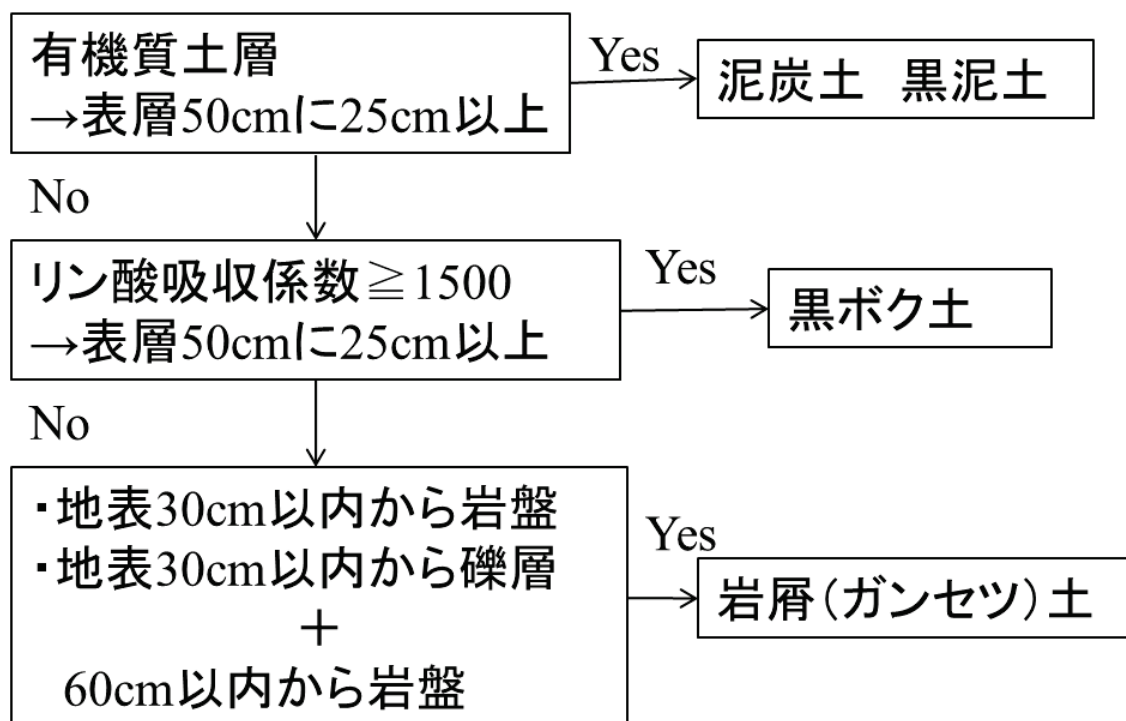 有機質土層
→表層50cmに25cm以上
Yes
泥炭土　黒泥土
No
リン酸吸収係数≧1500
→表層50cmに25cm以上
Yes
黒ボク土
No
・地表30cm以内から岩盤
・地表30cm以内から礫層
＋
60cm以内から岩盤
Yes
岩屑（ガンセツ）土